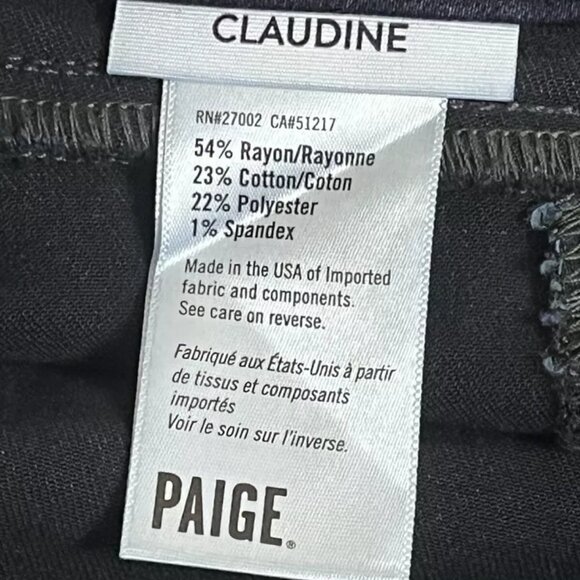 CLAUDINE
RN#27002 CA#51217
54% Rayon/Rayonne
23% Cotton/Coton
22% Polyester
1% Spandex
Made in the USA of Imported
fabric and components.
See care on reverse.
Fabriqué aux États-Unis à partir
de tissus et composants
importés
Voir le soin sur l'inverse.
PAIGE®